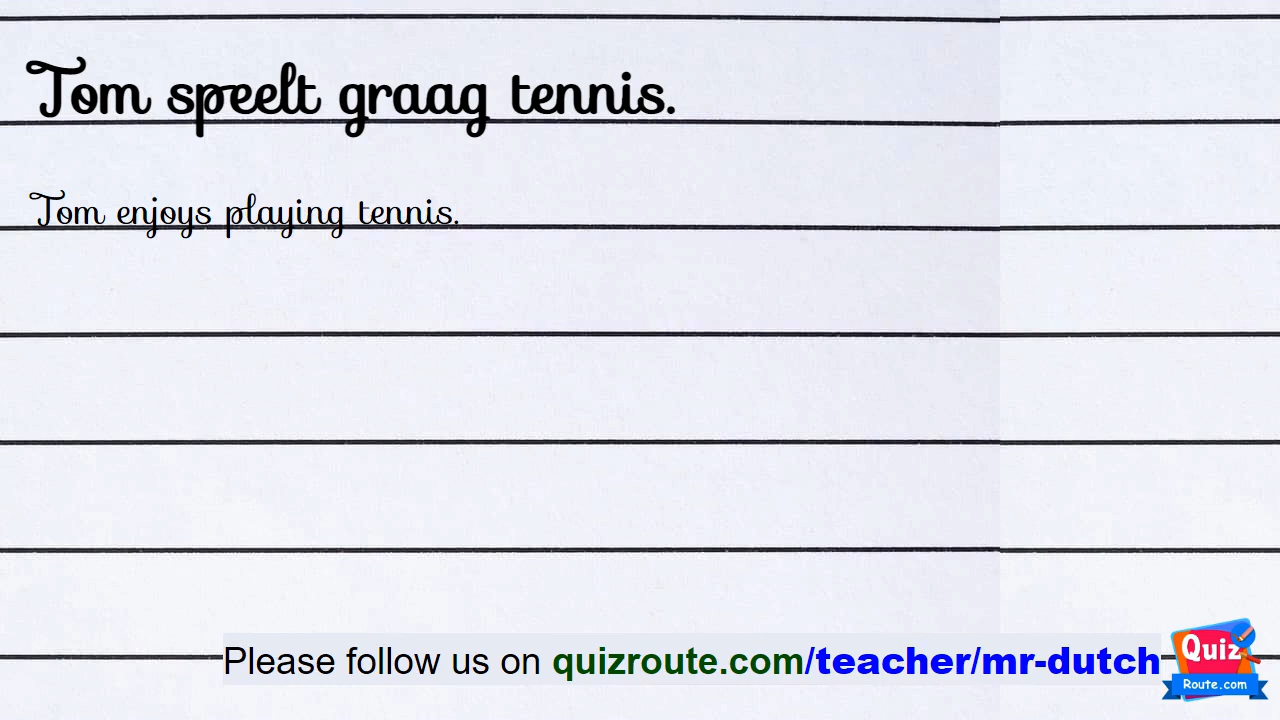 Tom speelt graag tennis.
Tom enjoys playing tennis.
Please follow us on quizroute.com/teacher/mr-dutch
Quiz
Route.com